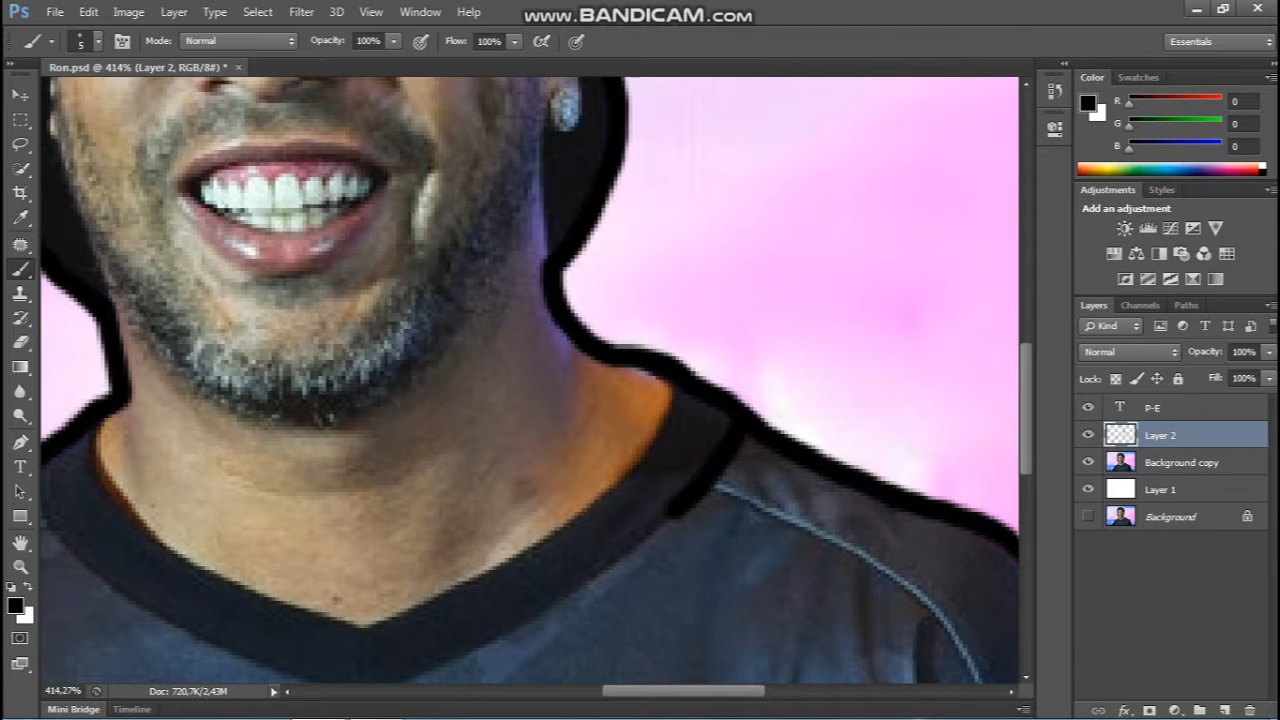 Ps File Edit Image Layer Type Select Filter 3D View Window Help
www.BANDICAM.com
5 Mode: Normal Opacity: 100% Flow: 100% Essentials
Ron.psd @ 414% (Layer 2, RGB/8#) * ×
Color Swatches
R 0
G 0
B 0
Adjustments Styles
Add an adjustment
Layers Channels Paths
Kind
Normal Opacity: 100%
Lock: Fill: 100%
T P-E
Layer 2
Background copy
Layer 1
Background
414,27% Doc: 720,7K/2,43M
Mini Bridge Timeline